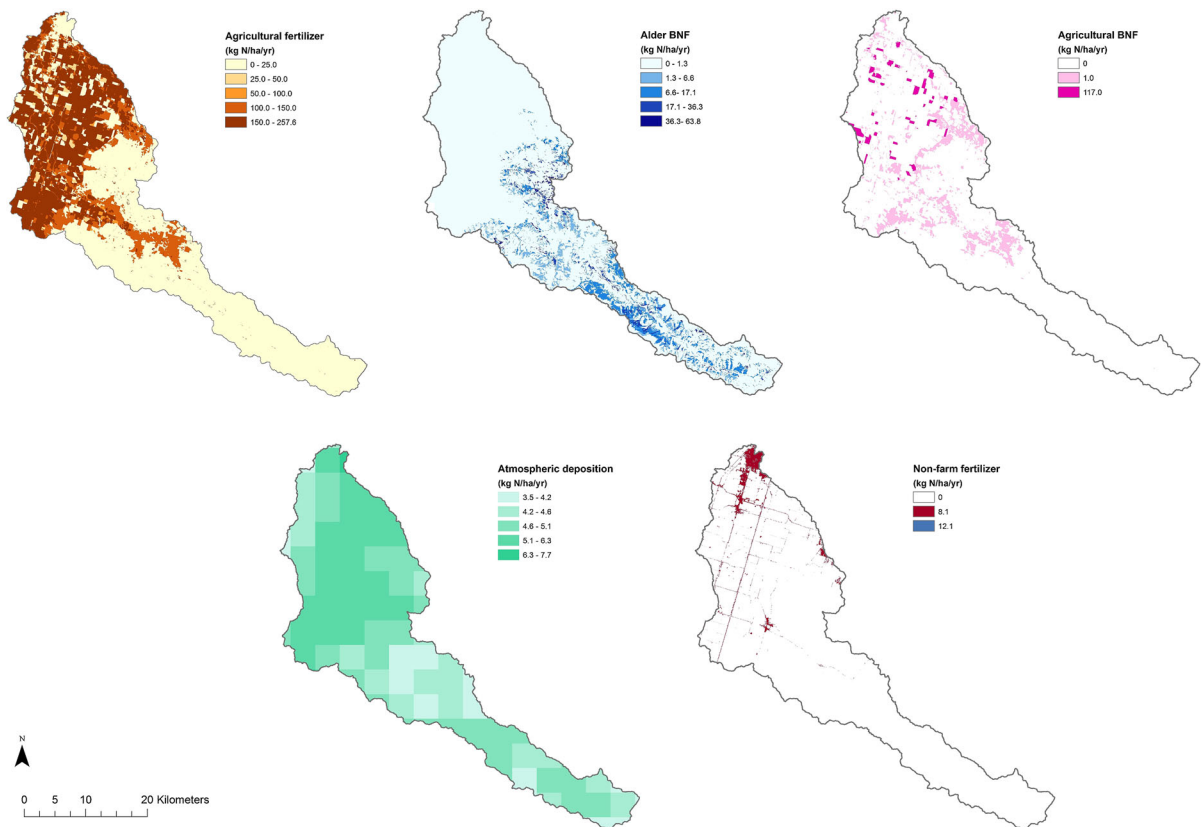 Agricultural fertilizer
(kg N/ha/yr)
0 - 25.0
25.0 - 50.0
50.0 - 100.0
100.0 - 150.0
150.0 - 257.6
Alder BNF
(kg N/ha/yr)
0 - 1.3
1.3 - 6.6
6.6- 17.1
17.1 - 36.3
36.3- 63.8
Agricultural BNF
(kg N/ha/yr)
0
1.0
117.0
Atmospheric deposition
(kg N/ha/yr)
3.5 - 4.2
4.2 - 4.6
4.6 - 5.1
5.1 - 6.3
6.3 - 7.7
Non-farm fertilizer
(kg N/ha/yr)
0
8.1
12.1
N
0 5 10 20 Kilometers